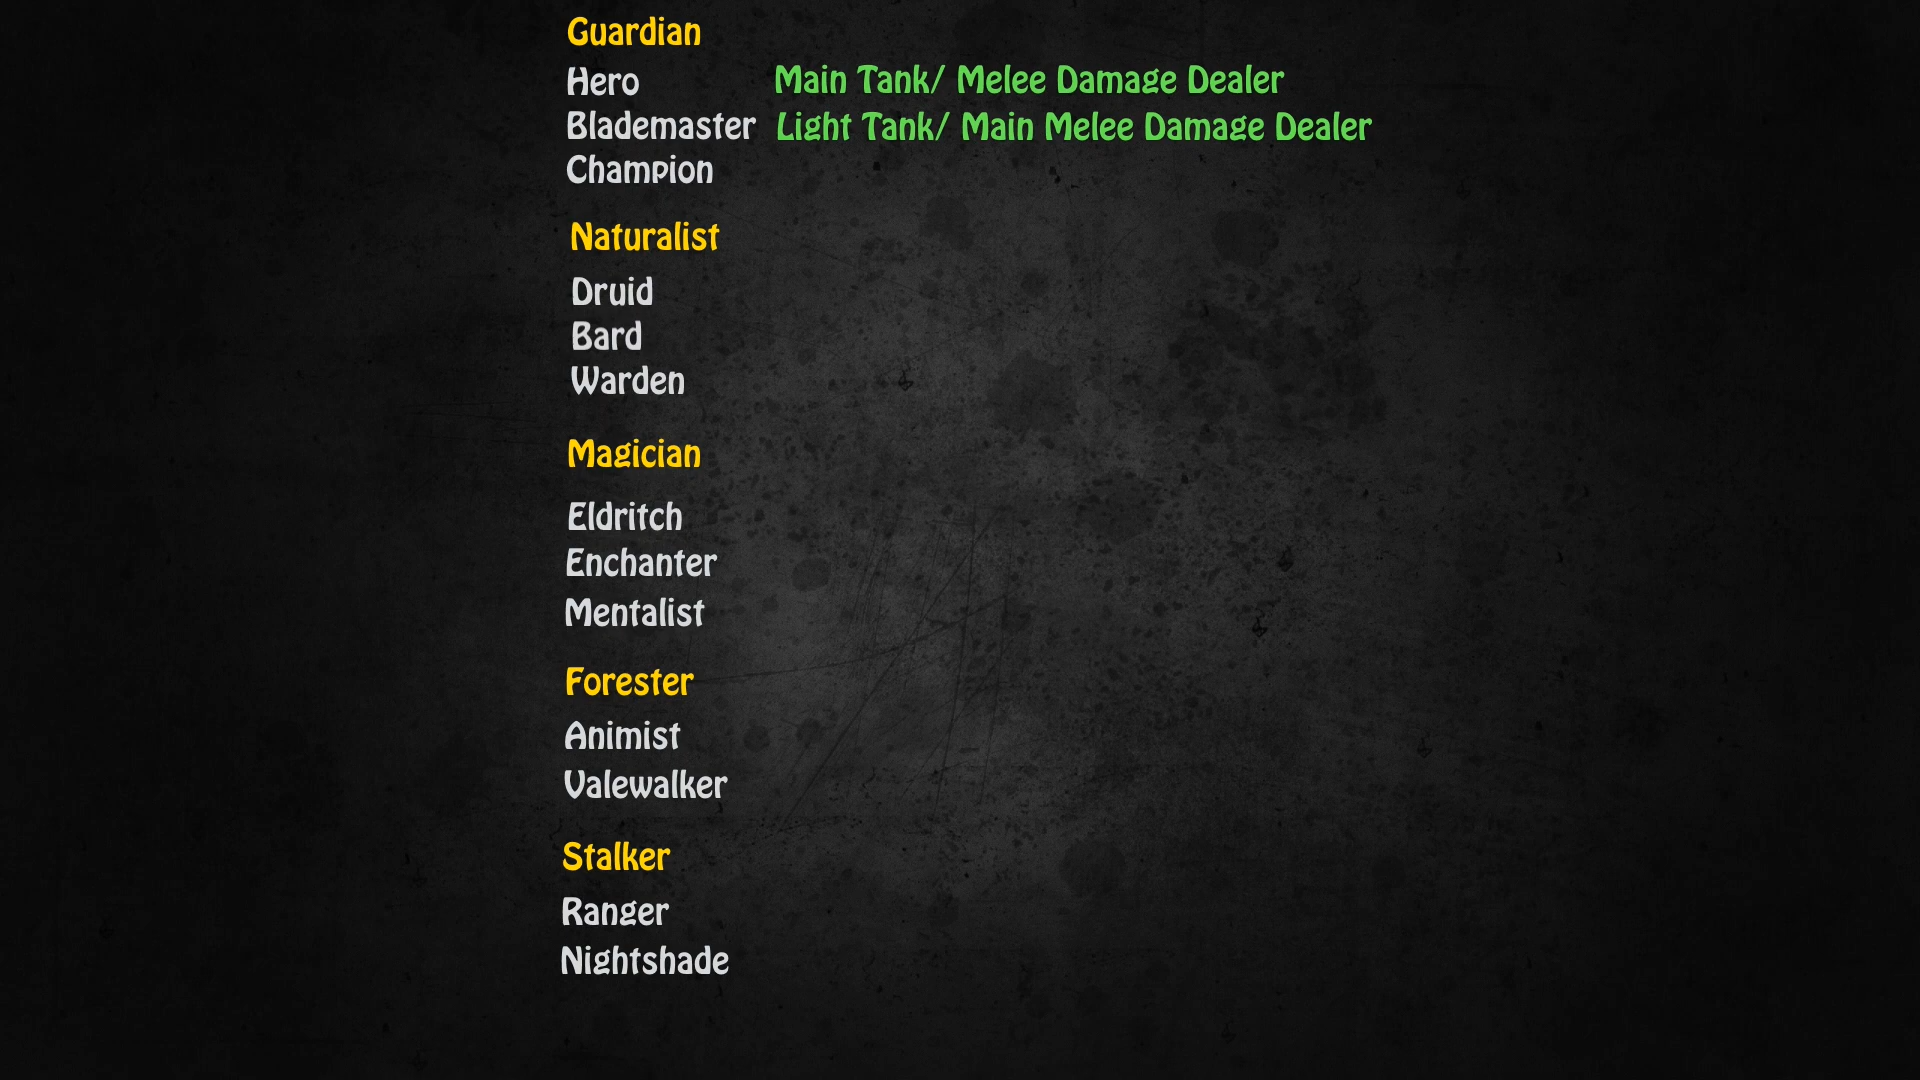 Guardian
Hero Main Tank/ Melee Damage Dealer
Blademaster Light Tank/ Main Melee Damage Dealer
Champion
Naturalist
Druid
Bard
Warden
Magician
Eldritch
Enchanter
Mentalist
Forester
Animist
Valewalker
Stalker
Ranger
Nightshade